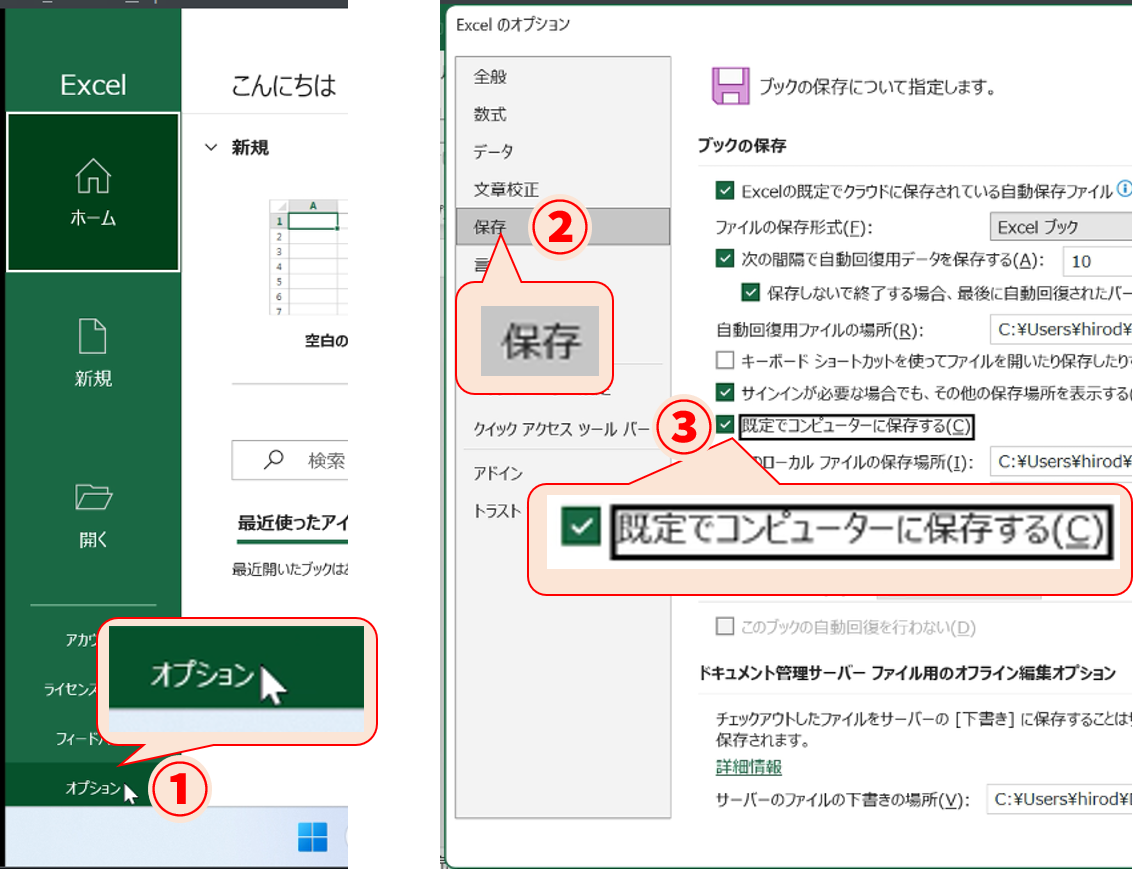 Excel
こんにちは
ホーム
新規
開く
アカウ
ライセンス
フィードバ
オプション
オプション
1
新規
A
1
2
3
4
5
6
7
空白の
検索
最近使ったアイ
最近開いたブックはあ
Excel のオプション
全般
数式
データ
文章校正
保存
2
言
保存
クイック アクセス ツール バー
アドイン
トラスト
ブックの保存について指定します。
ブックの保存
Excelの既定でクラウドに保存されている自動保存ファイル
ファイルの保存形式(F): Excel ブック
次の間隔で自動回復用データを保存する(A): 10
保存しないで終了する場合、最後に自動回復されたバー
自動回復用ファイルの場所(R): C:¥Users¥hirod¥
キーボード ショートカットを使ってファイルを開いたり保存したり
サインインが必要な場合でも、その他の保存場所を表示する(
3
既定でコンピューターに保存する(C)
のローカル ファイルの保存場所(I): C:¥Users¥hirod¥
既定でコンピューターに保存する(C)
このブックの自動回復を行わない(D)
ドキュメント管理サーバー ファイル用のオフライン編集オプション
チェックアウトしたファイルをサーバーの [下書き] に保存することは
保存されます。
詳細情報
サーバーのファイルの下書きの場所(V): C:¥Users¥hirod¥